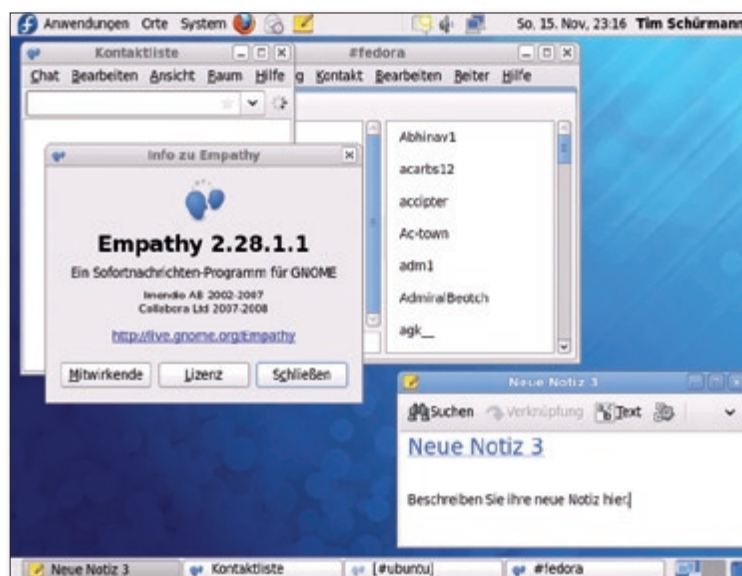 Anwendungen Orte System So, 15. Nov, 23:16 Tim Schürmann
Kontaktliste
Chat Bearbeiten Ansicht Baum Hilfe
#fedora
g Kontakt Bearbeiten Reiter Hilfe
Abhinav1
acarbs12
accipter
Ac-town
adm1
AdmiralBeotch
agk__
Info zu Empathy
Empathy 2.28.1.1
Ein Sofortnachrichten-Programm für GNOME
Imendio AB 2002-2007
Collabora Ltd 2007-2008
http://live.gnome.org/Empathy
Mitwirkende Lizenz Schließen
Neue Notiz 3
Suchen Verknüpfung Text
Neue Notiz 3
Beschreiben Sie ihre neue Notiz hier.
Neue Notiz 3 Kontaktliste [#ubuntu] #fedora